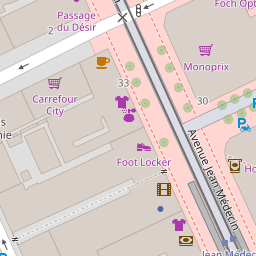 Foch Opt
Passage
du Désir
2
Monoprix
33
Carrefour
City
30
s
nie
Avenue Jean Médecin
Foot Locker
Ho
Jean Médec